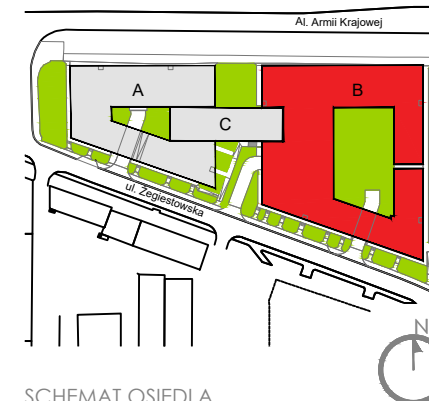 Al. Armii Krajowej
A
B
C
ul. Żegiestowska
N
SCHEMAT OSIEDLA